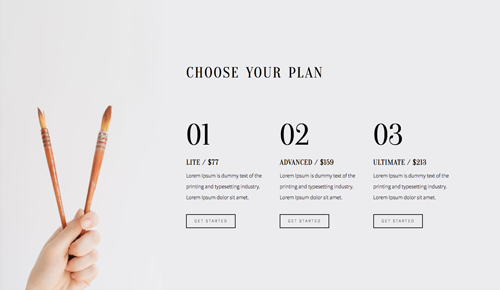 CHOOSE YOUR PLAN
01
LITE / $77
Lorem Ipsum is dummy text of the
printing and typesetting industry.
Lorem Ipsum dolor sit amet.
GET STARTED
02
ADVANCED / $159
Lorem Ipsum is dummy text of the
printing and typesetting industry.
Lorem Ipsum dolor sit amet.
GET STARTED
03
ULTIMATE / $213
Lorem Ipsum is dummy text of the
printing and typesetting industry.
Lorem Ipsum dolor sit amet.
GET STARTED